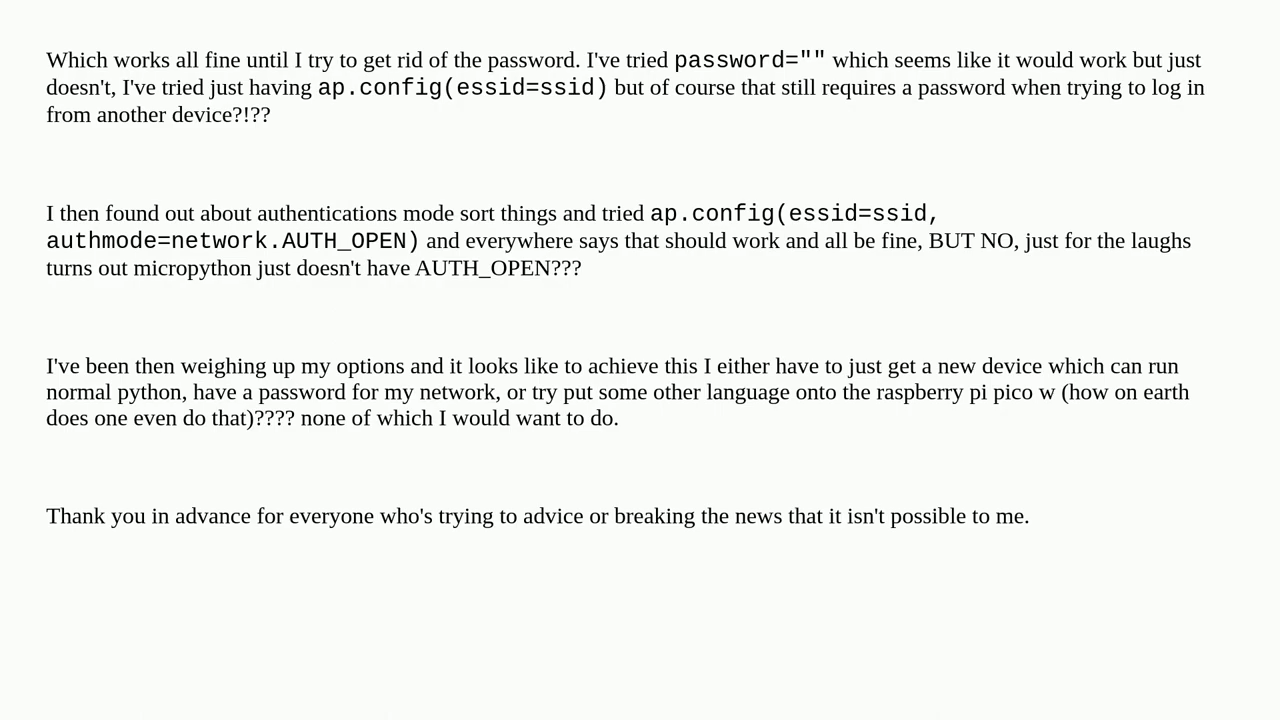 Which works all fine until I try to get rid of the password. I've tried password="" which seems like it would work but just
doesn't, I've tried just having ap.config(essid=ssid) but of course that still requires a password when trying to log in
from another device?!??
I then found out about authentications mode sort things and tried ap.config(essid=ssid,
authmode=network.AUTH_OPEN) and everywhere says that should work and all be fine, BUT NO, just for the laughs
turns out micropython just doesn't have AUTH_OPEN???
I've been then weighing up my options and it looks like to achieve this I either have to just get a new device which can run
normal python, have a password for my network, or try put some other language onto the raspberry pi pico w (how on earth
does one even do that)???? none of which I would want to do.
Thank you in advance for everyone who's trying to advice or breaking the news that it isn't possible to me.